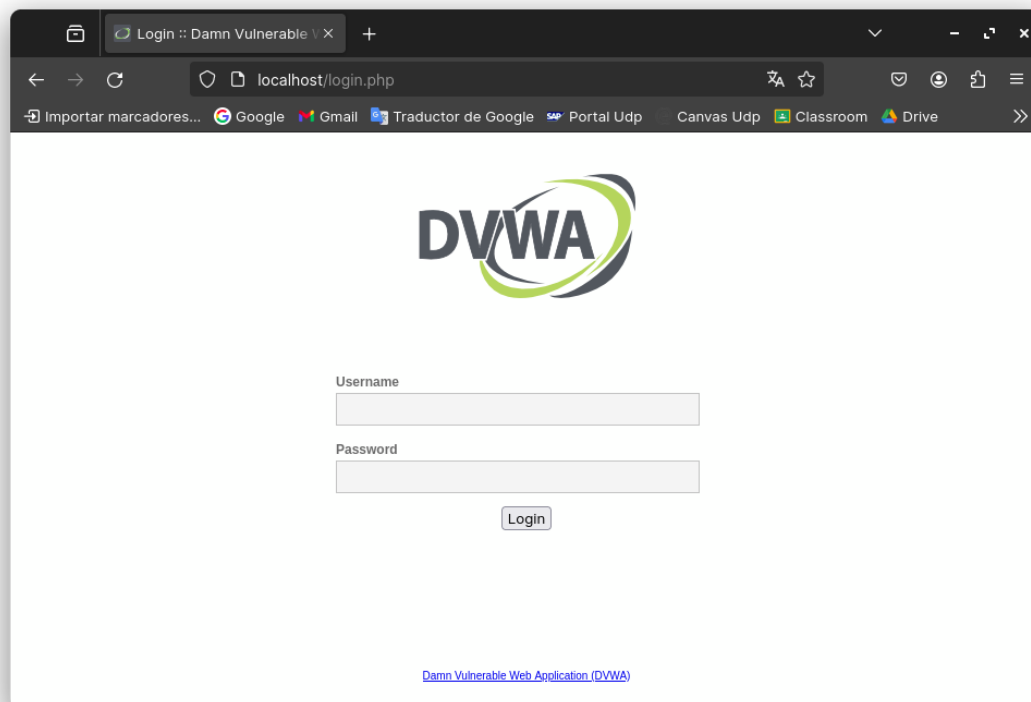 Login :: Damn Vulnerable W
localhost/login.php
Importar marcadores... Google Gmail Traductor de Google SAP Portal Udp Canvas Udp Classroom Drive
DVWA
Username
Password
Login
Damn Vulnerable Web Application (DVWA)